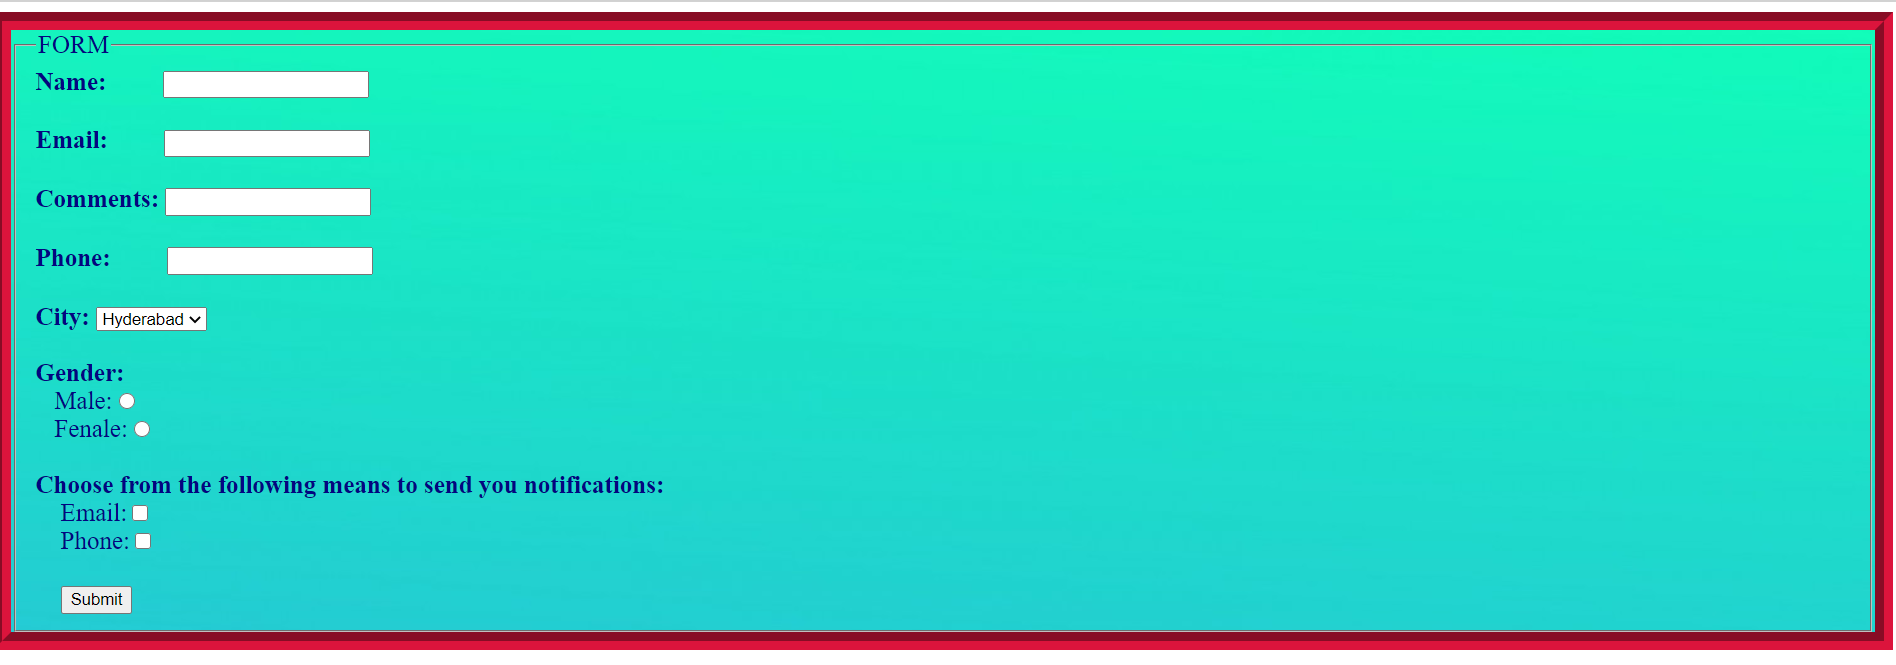 FORM
Name:
Email:
Comments:
Phone:
City: Hyderabad
Gender:
Male:
Fenale:
Choose from the following means to send you notifications:
Email:
Phone:
Submit